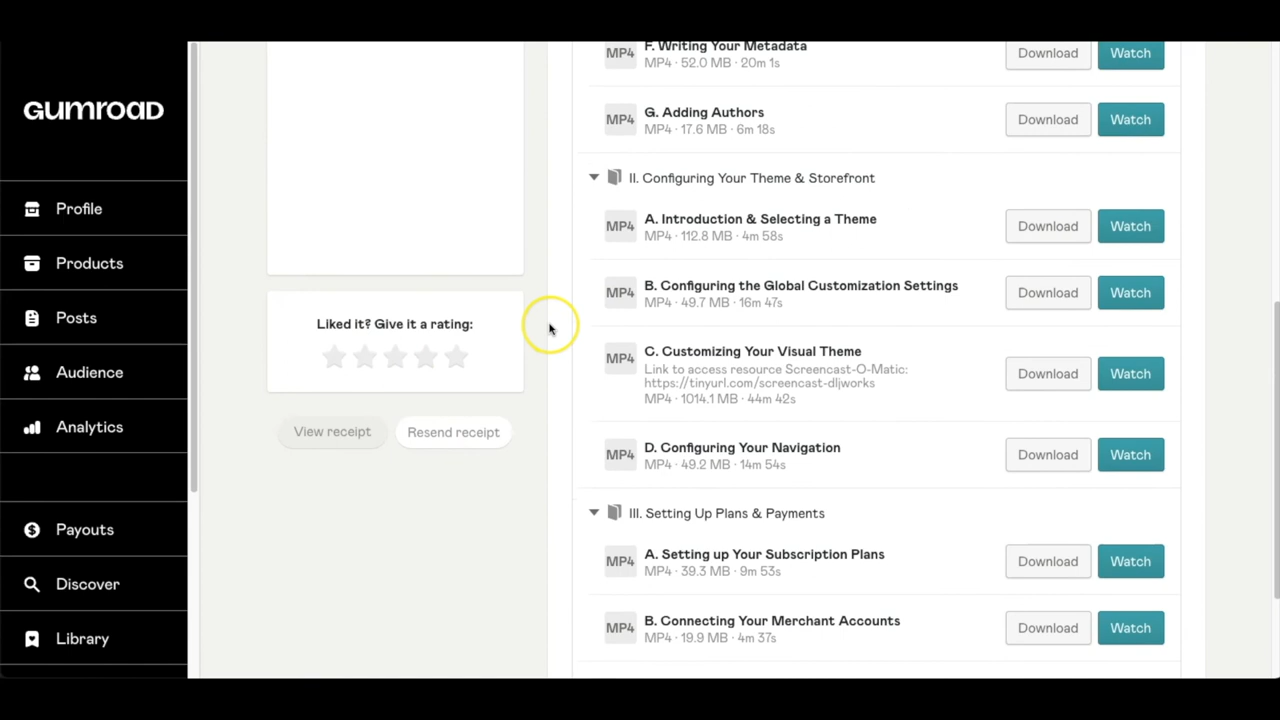 GUMROAD
Profile
Products
Posts
Audience
Analytics
Payouts
Discover
Library
Liked it? Give it a rating:
View receipt
Resend receipt
MP4
F. Writing Your Metadata
MP4 · 52.0 MB · 20m 1s
Download
Watch
MP4
G. Adding Authors
MP4 · 17.6 MB · 6m 18s
Download
Watch
II. Configuring Your Theme & Storefront
MP4
A. Introduction & Selecting a Theme
MP4 · 112.8 MB · 4m 58s
Download
Watch
MP4
B. Configuring the Global Customization Settings
MP4 · 49.7 MB · 16m 47s
Download
Watch
MP4
C. Customizing Your Visual Theme
Link to access resource Screencast-O-Matic:
https://tinyurl.com/screencast-dljworks
MP4 · 1014.1 MB · 44m 42s
Download
Watch
MP4
D. Configuring Your Navigation
MP4 · 49.2 MB · 14m 54s
Download
Watch
III. Setting Up Plans & Payments
MP4
A. Setting up Your Subscription Plans
MP4 · 39.3 MB · 9m 53s
Download
Watch
MP4
B. Connecting Your Merchant Accounts
MP4 · 19.9 MB · 4m 37s
Download
Watch